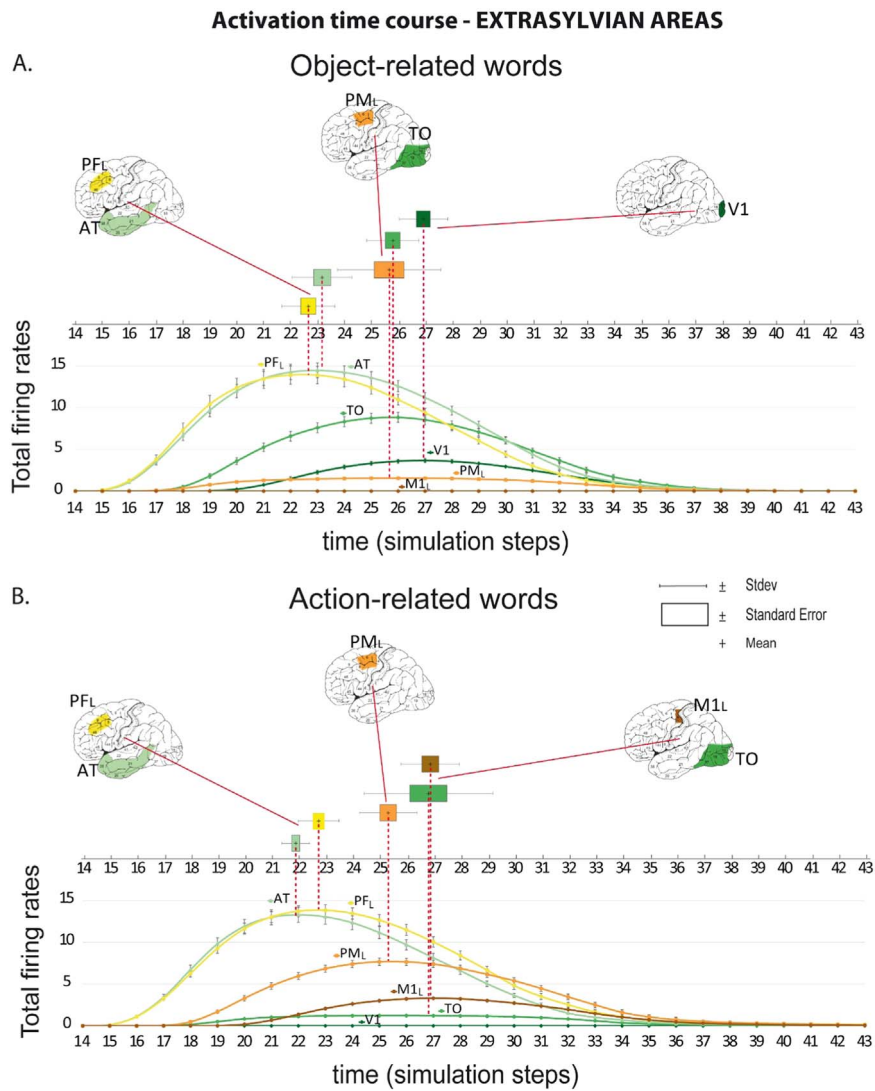 Activation time course - EXTRASYLVIAN AREAS
A.
Object-related words
PML
TO
PFL
AT
V1
14 15 16 17 18 19 20 21 22 23 24 25 26 27 28 29 30 31 32 33 34 35 36 37 38 39 40 41 42 43
Total firing rates
15
10
5
0
PFL
AT
TO
V1
PML
M1L
14 15 16 17 18 19 20 21 22 23 24 25 26 27 28 29 30 31 32 33 34 35 36 37 38 39 40 41 42 43
time (simulation steps)
B.
Action-related words
± Stdev
± Standard Error
+ Mean
PML
PFL
AT
M1L
TO
14 15 16 17 18 19 20 21 22 23 24 25 26 27 28 29 30 31 32 33 34 35 36 37 38 39 40 41 42 43
Total firing rates
15
10
5
0
AT
PFL
PML
M1L
TO
V1
14 15 16 17 18 19 20 21 22 23 24 25 26 27 28 29 30 31 32 33 34 35 36 37 38 39 40 41 42 43
time (simulation steps)